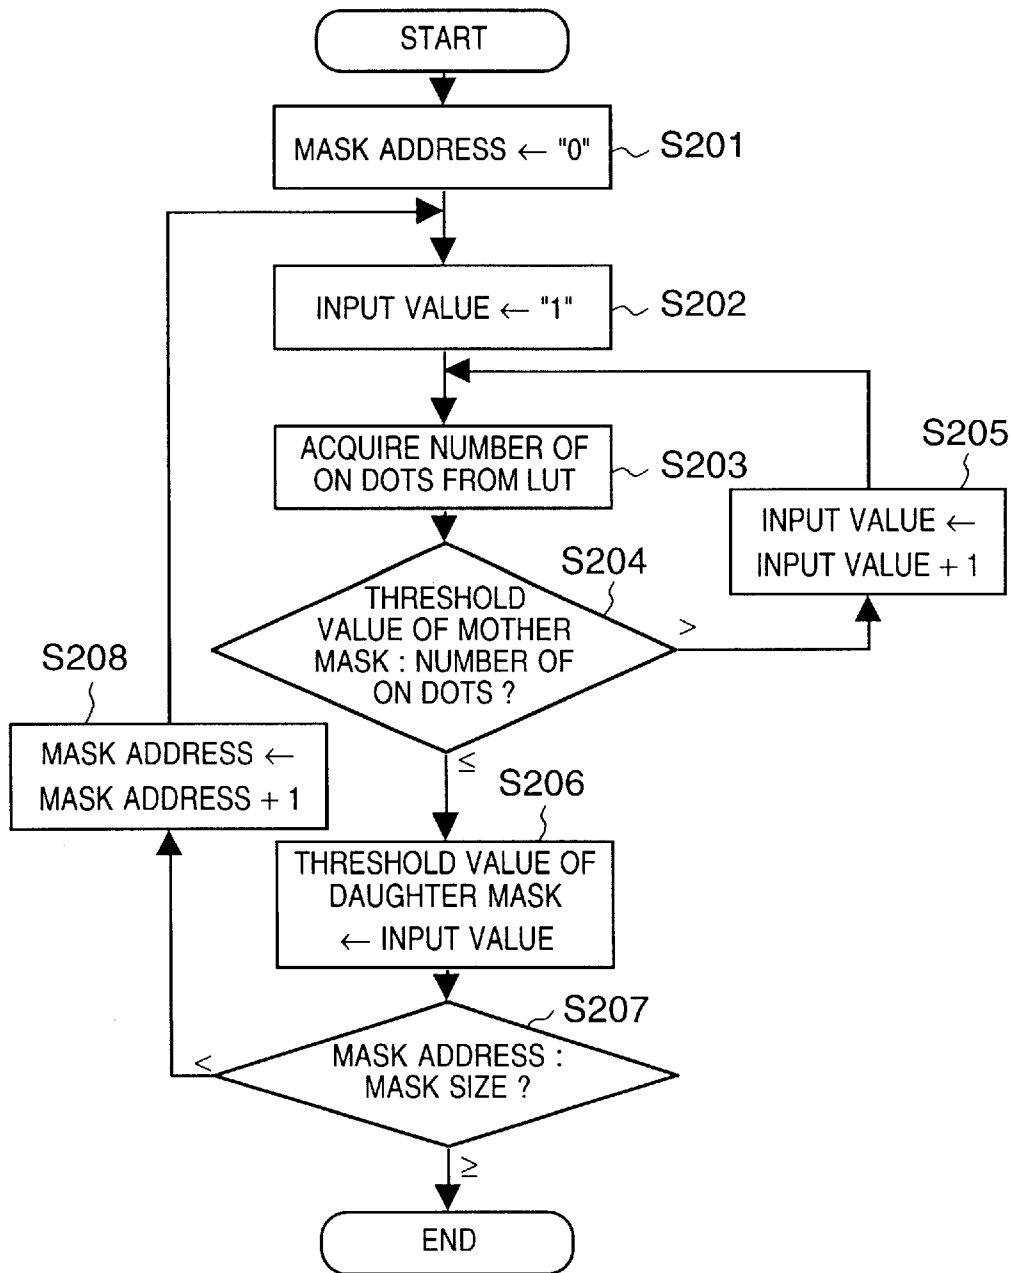 START
MASK ADDRESS ← "0"
S201
INPUT VALUE ← "1"
S202
ACQUIRE NUMBER OF
ON DOTS FROM LUT
S203
S205
INPUT VALUE ←
INPUT VALUE + 1
S204
THRESHOLD
VALUE OF MOTHER
MASK : NUMBER OF
ON DOTS ?
>
≤
S208
MASK ADDRESS ←
MASK ADDRESS + 1
S206
THRESHOLD VALUE OF
DAUGHTER MASK
← INPUT VALUE
S207
MASK ADDRESS :
MASK SIZE ?
<
≥
END